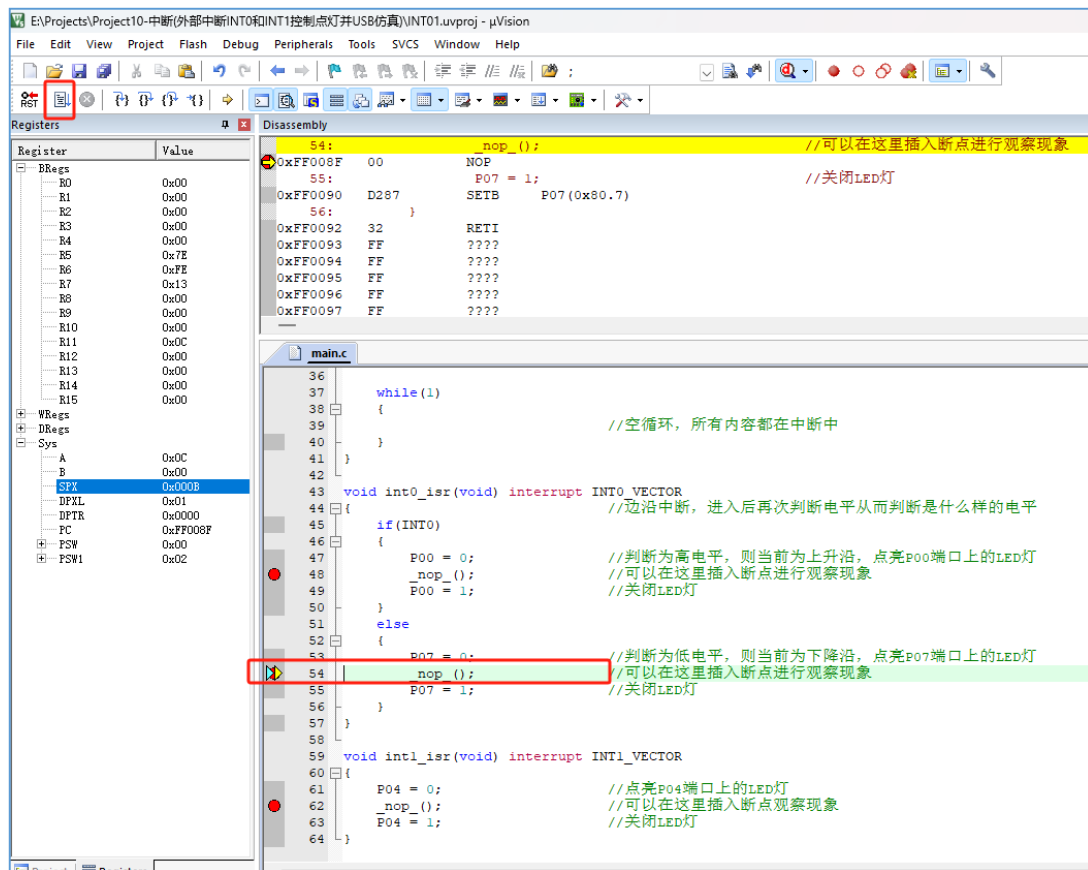 E:\Projects\Project10-中断(外部中断INT0和INT1控制点灯并USB仿真)\INT01.uvproj - µVision
File Edit View Project Flash Debug Peripherals Tools SVCS Window Help
RST
Registers
Register Value
BRegs
R0 0x00
R1 0x00
R2 0x00
R3 0x00
R4 0x00
R5 0x7E
R6 0xFE
R7 0x13
R8 0x00
R9 0x00
R10 0x00
R11 0x0C
R12 0x00
R13 0x00
R14 0x00
R15 0x00
WRegs
DRegs
Sys
A 0x0C
B 0x00
SPX 0x000B
DPXL 0x01
DPTR 0x0000
PC 0xFF008F
PSW 0x00
PSW1 0x02
Disassembly
54: _nop_(); //可以在这里插入断点进行观察现象
0xFF008F 00 NOP
55: P07 = 1; //关闭LED灯
0xFF0090 D287 SETB P07(0x80.7)
56: }
0xFF0092 32 RETI
0xFF0093 FF ????
0xFF0094 FF ????
0xFF0095 FF ????
0xFF0096 FF ????
0xFF0097 FF ????
main.c
36
37 while(1)
38 {
39 //空循环，所有内容都在中断中
40 }
41 }
42
43 void int0_isr(void) interrupt INT0_VECTOR
44 { //边沿中断，进入后再次判断电平从而判断是什么样的电平
45 if(INT0)
46 {
47 P00 = 0; //判断为高电平，则当前为上升沿，点亮P00端口上的LED灯
48 _nop_(); //可以在这里插入断点进行观察现象
49 P00 = 1; //关闭LED灯
50 }
51 else
52 {
53 P07 = 0; //判断为低电平，则当前为下降沿，点亮P07端口上的LED灯
54 _nop_(); //可以在这里插入断点进行观察现象
55 P07 = 1; //关闭LED灯
56 }
57 }
58
59 void int1_isr(void) interrupt INT1_VECTOR
60 {
61 P04 = 0; //点亮P04端口上的LED灯
62 _nop_(); //可以在这里插入断点观察现象
63 P04 = 1; //关闭LED灯
64 }